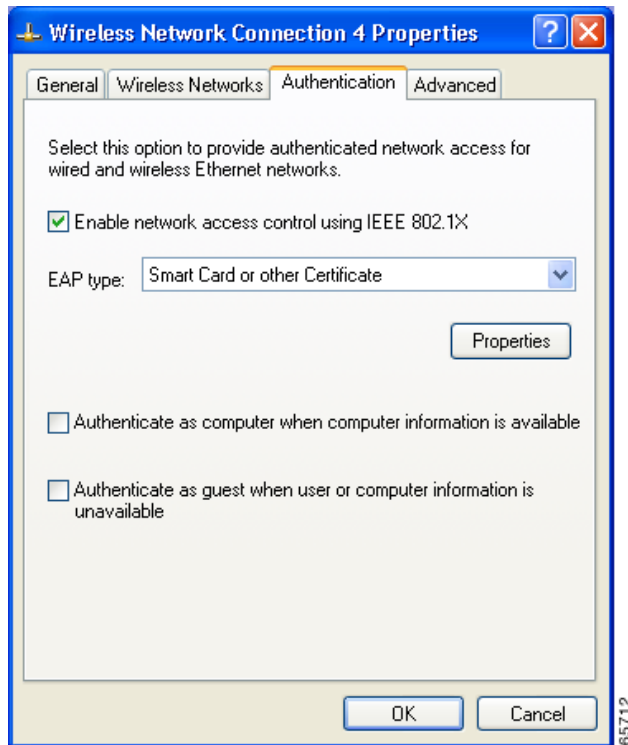 Wireless Network Connection 4 Properties
General
Wireless Networks
Authentication
Advanced
Select this option to provide authenticated network access for
wired and wireless Ethernet networks.
Enable network access control using IEEE 802.1X
EAP type:
Smart Card or other Certificate
Properties
Authenticate as computer when computer information is available
Authenticate as guest when user or computer information is
unavailable
OK
Cancel
65712